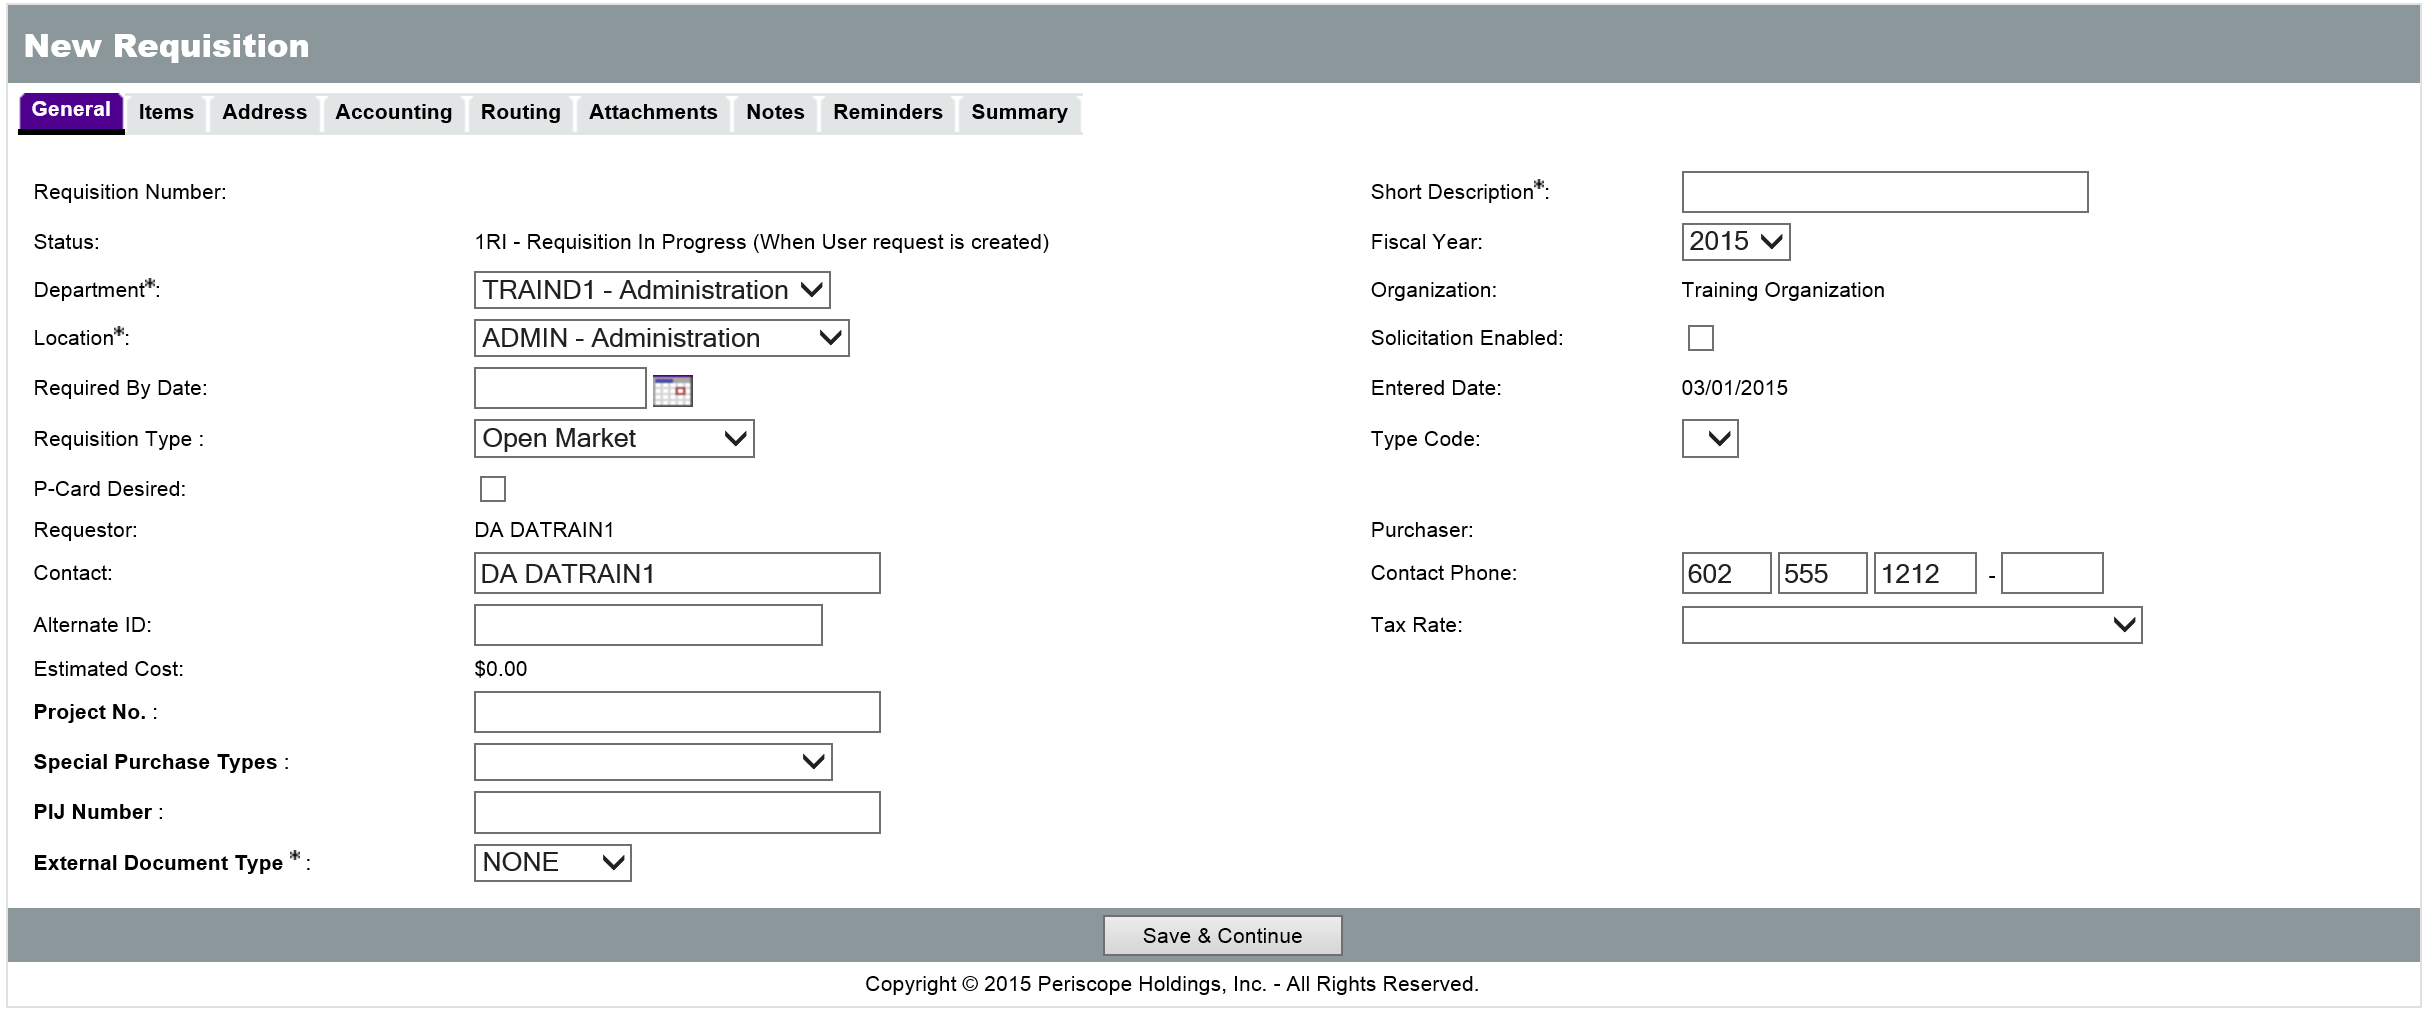 New Requisition
General Items Address Accounting Routing Attachments Notes Reminders Summary
Requisition Number: Short Description*:
Status: 1RI - Requisition In Progress (When User request is created) Fiscal Year: 2015
Department*: TRAIND1 - Administration Organization: Training Organization
Location*: ADMIN - Administration Solicitation Enabled:
Required By Date: Entered Date: 03/01/2015
Requisition Type : Open Market Type Code:
P-Card Desired:
Requestor: DA DATRAIN1 Purchaser:
Contact: DA DATRAIN1 Contact Phone: 602 555 1212 -
Alternate ID: Tax Rate:
Estimated Cost: $0.00
Project No. :
Special Purchase Types :
PIJ Number :
External Document Type * : NONE
Save & Continue
Copyright © 2015 Periscope Holdings, Inc. - All Rights Reserved.